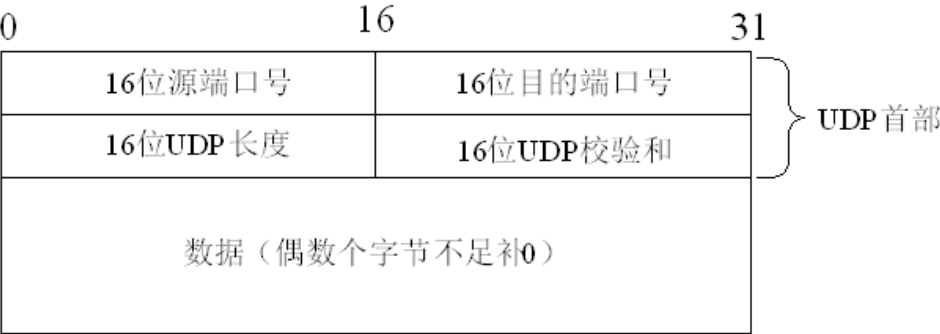 0 16 31
16位源端口号 16位目的端口号
16位UDP长度 16位UDP校验和
UDP首部
数据（偶数个字节不足补0）